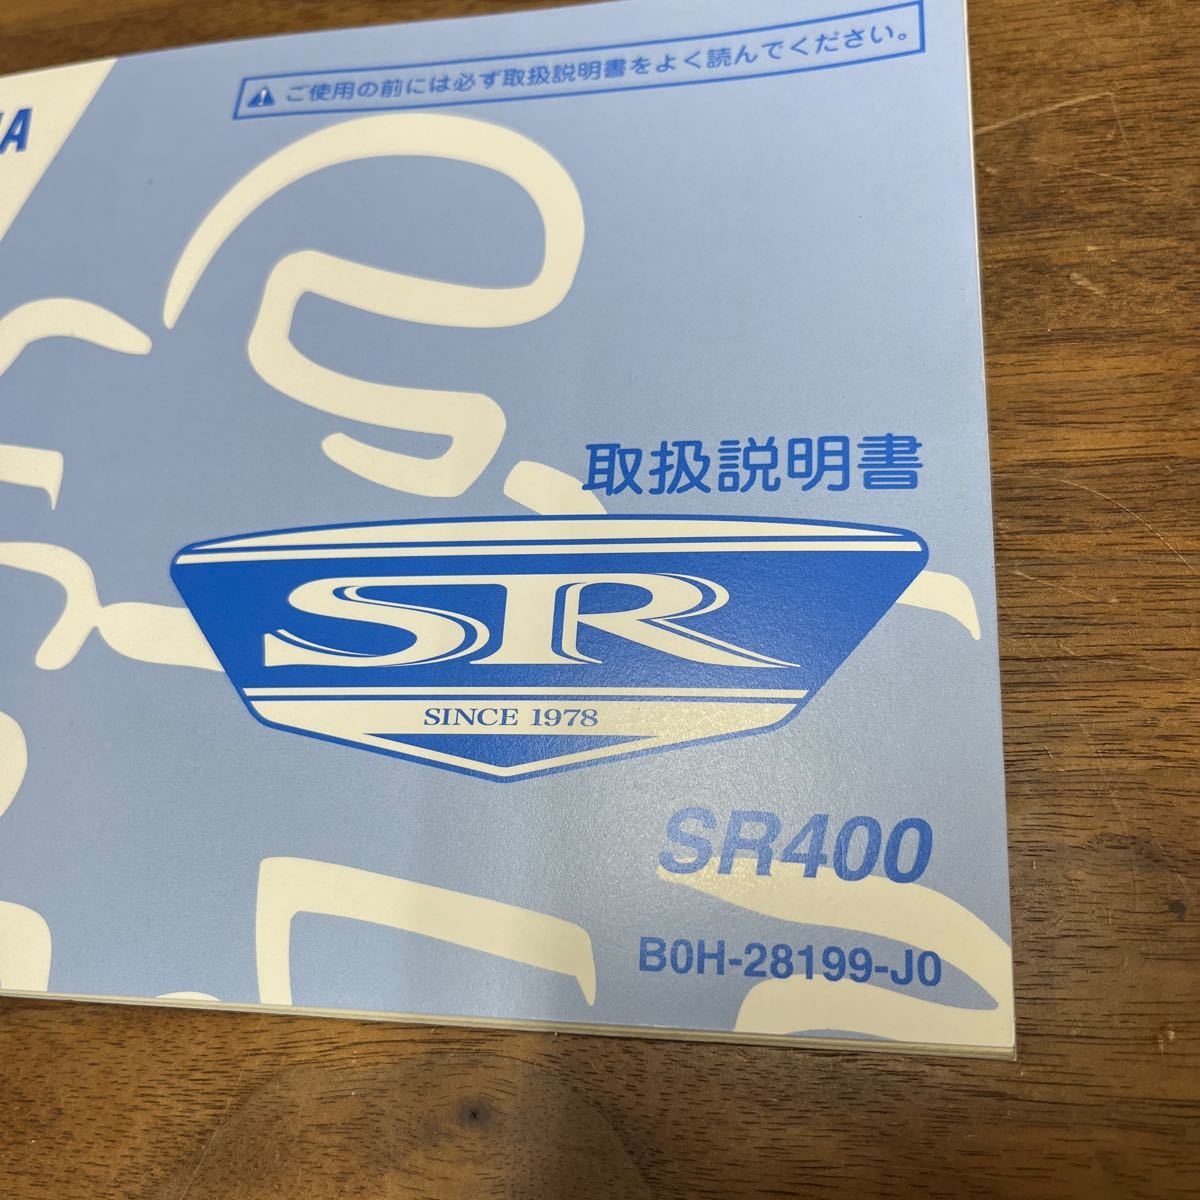 ⚠ ご使用の前には必ず取扱説明書をよく読んでください。
取扱説明書
SR
SINCE 1978
SR400
B0H-28199-J0